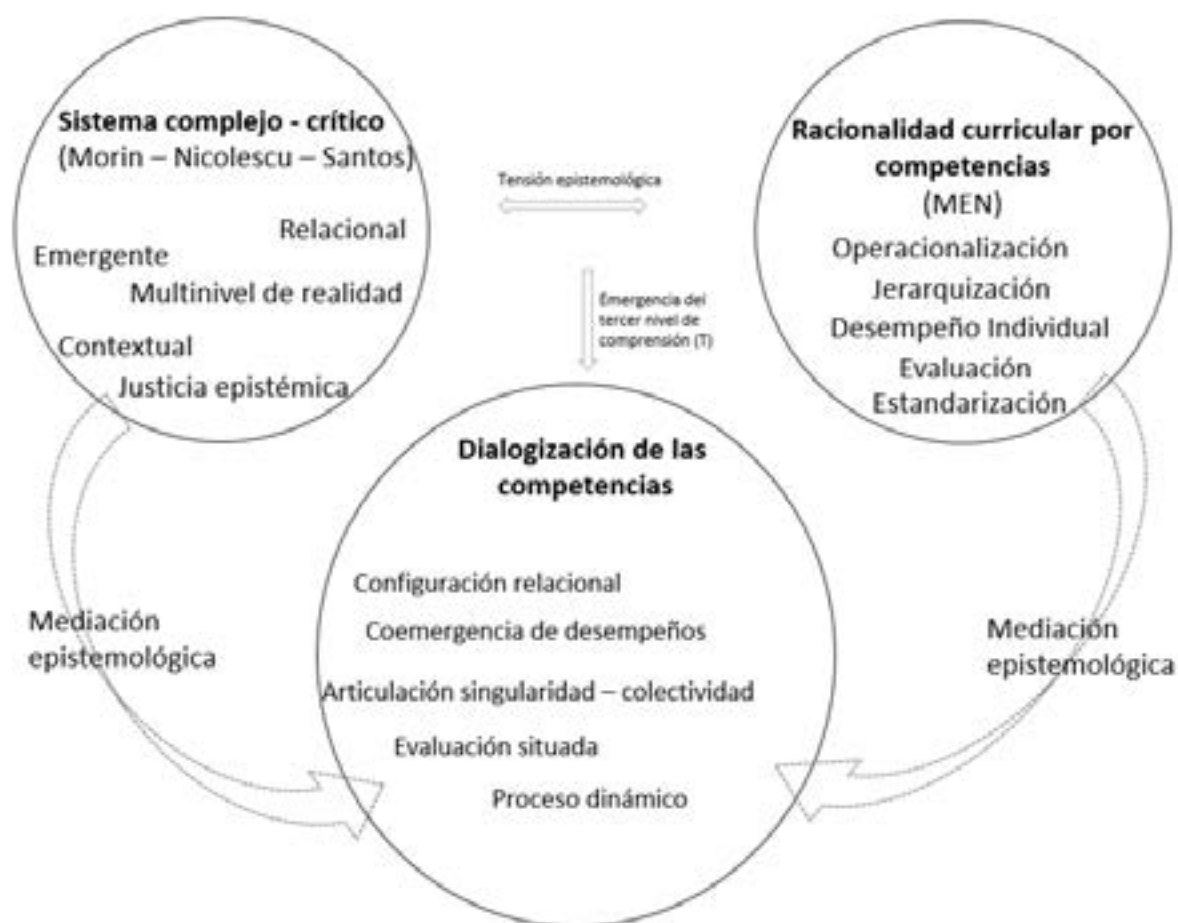 Sistema complejo - crítico
(Morin – Nicolescu – Santos)
Relacional
Emergente
Multinivel de realidad
Contextual
Justicia epistémica
Tensión epistemológica
Emergencia del
tercer nivel de
comprensión (T)
Racionalidad curricular por
competencias
(MEN)
Operacionalización
Jerarquización
Desempeño Individual
Evaluación
Estandarización
Dialogización de las
competencias
Configuración relacional
Coemergencia de desempeños
Articulación singularidad – colectividad
Evaluación situada
Proceso dinámico
Mediación
epistemológica
Mediación
epistemológica